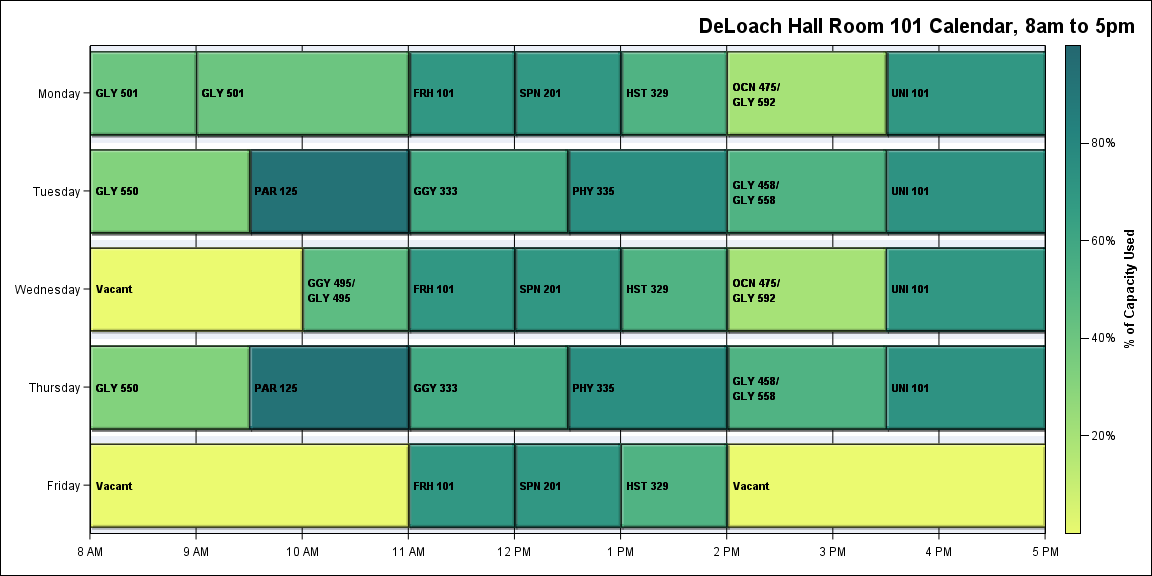 DeLoach Hall Room 101 Calendar, 8am to 5pm
Monday
GLY 501
GLY 501
FRH 101
SPN 201
HST 329
OCN 475/
GLY 592
UNI 101
Tuesday
GLY 550
PAR 125
GGY 333
PHY 335
GLY 458/
GLY 558
UNI 101
Wednesday
Vacant
GGY 495/
GLY 495
FRH 101
SPN 201
HST 329
OCN 475/
GLY 592
UNI 101
Thursday
GLY 550
PAR 125
GGY 333
PHY 335
GLY 458/
GLY 558
UNI 101
Friday
Vacant
FRH 101
SPN 201
HST 329
Vacant
8 AM
9 AM
10 AM
11 AM
12 PM
1 PM
2 PM
3 PM
4 PM
5 PM
80%
60%
40%
20%
% of Capacity Used